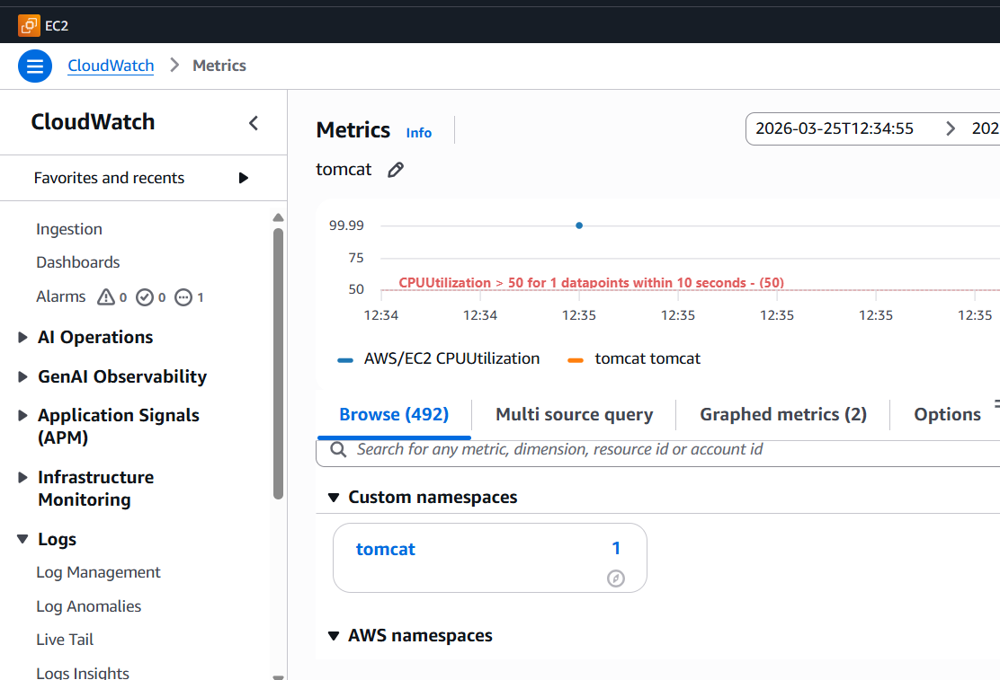 EC2
CloudWatch > Metrics
CloudWatch
Favorites and recents
Ingestion
Dashboards
Alarms 0 0 1
AI Operations
GenAI Observability
Application Signals
(APM)
Infrastructure
Monitoring
Logs
Log Management
Log Anomalies
Live Tail
Logs Insights
Metrics Info
2026-03-25T12:34:55 > 202
tomcat
99.99
75
50
CPUUtilization > 50 for 1 datapoints within 10 seconds - (50)
12:34 12:34 12:35 12:35 12:35 12:35 12:35
AWS/EC2 CPUUtilization tomcat tomcat
Browse (492) Multi source query Graphed metrics (2) Options
Search for any metric, dimension, resource id or account id
Custom namespaces
tomcat 1
AWS namespaces